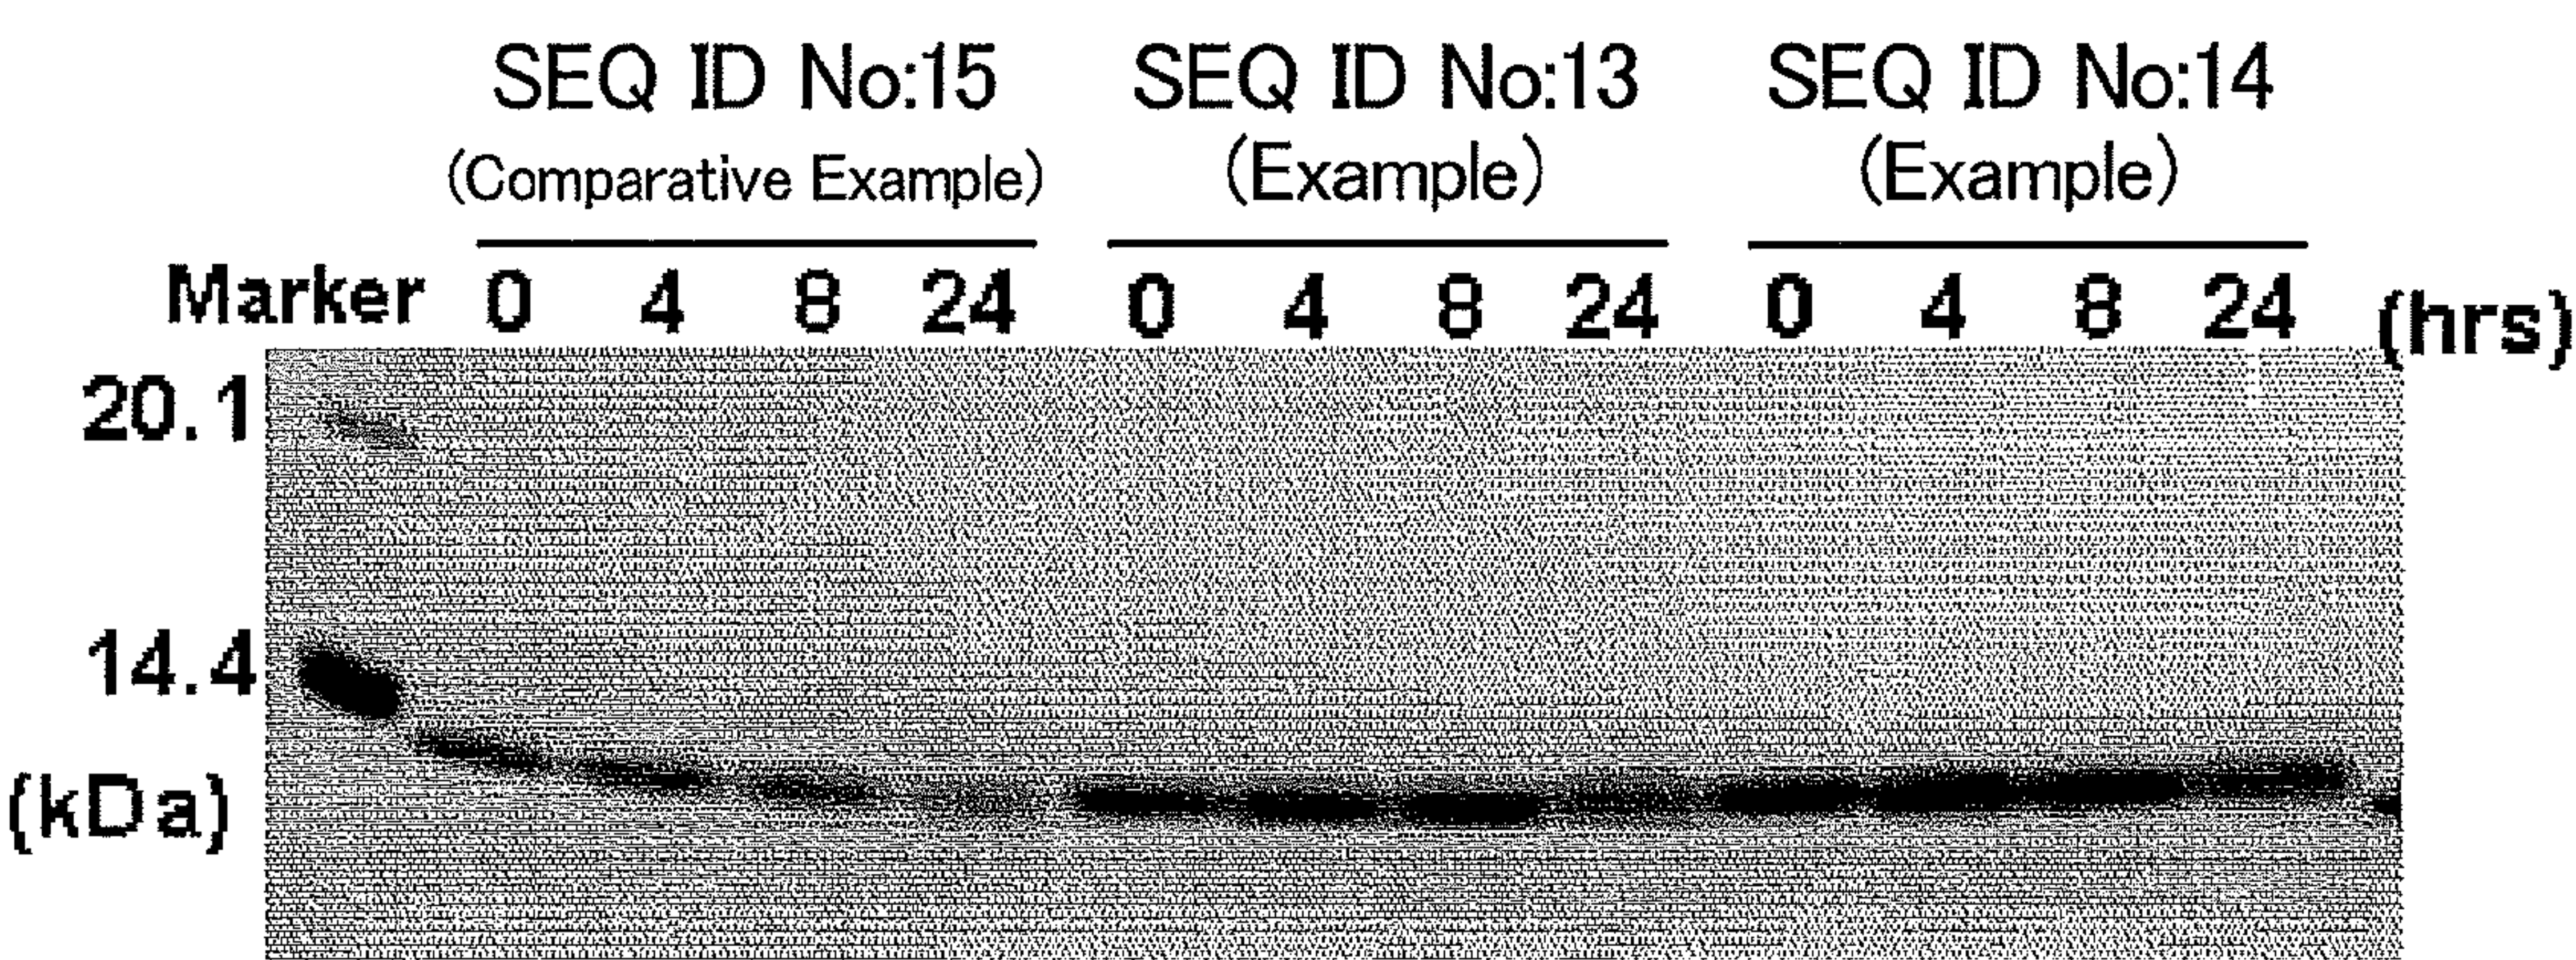 SEQ ID No:15 SEQ ID No:13 SEQ ID No:14
(Comparative Example) (Example) (Example)
Marker 0 4 8 24 0 4 8 24 0 4 8 24 (hrs)
20.1
14.4
(kDa)